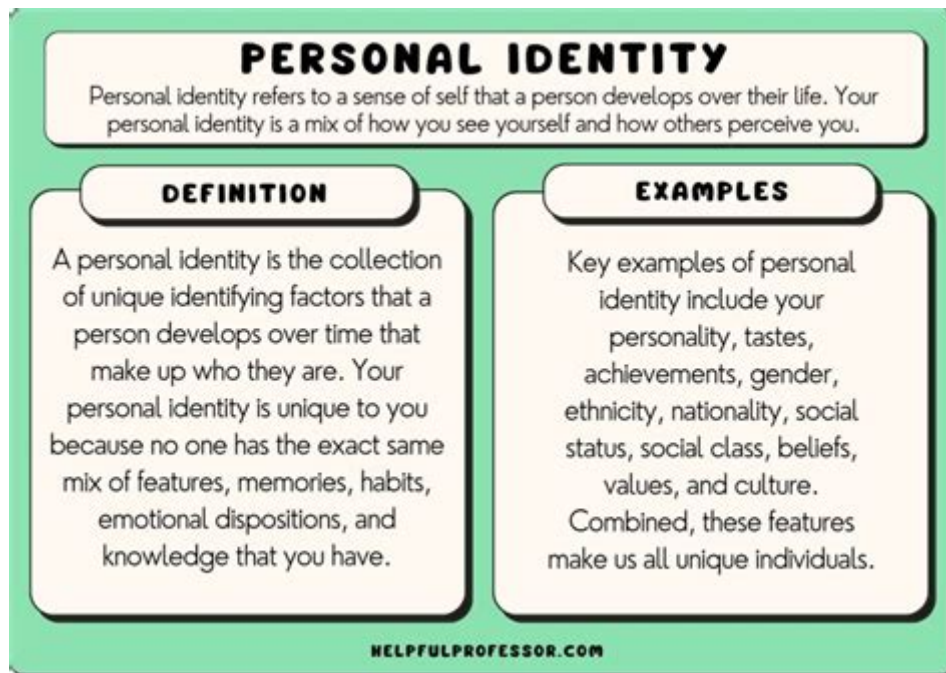 PERSONAL IDENTITY
Personal identity refers to a sense of self that a person develops over their life. Your
personal identity is a mix of how you see yourself and how others perceive you.
DEFINITION
A personal identity is the collection
of unique identifying factors that a
person develops over time that
make up who they are. Your
personal identity is unique to you
because no one has the exact same
mix of features, memories, habits,
emotional dispositions, and
knowledge that you have.
EXAMPLES
Key examples of personal
identity include your
personality, tastes,
achievements, gender,
ethnicity, nationality, social
status, social class, beliefs,
values, and culture.
Combined, these features
make us all unique individuals.
HELPFULPROFESSOR.COM